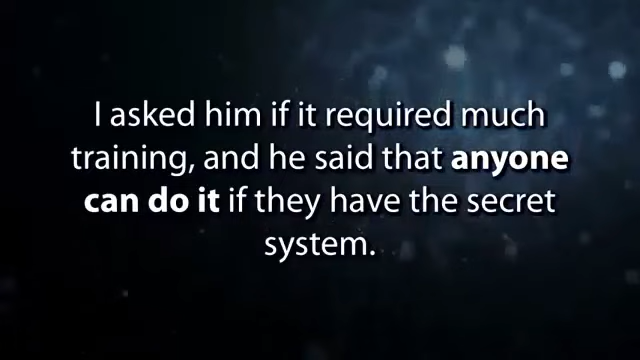 I asked him if it required much
training, and he said that anyone
can do it if they have the secret
system.